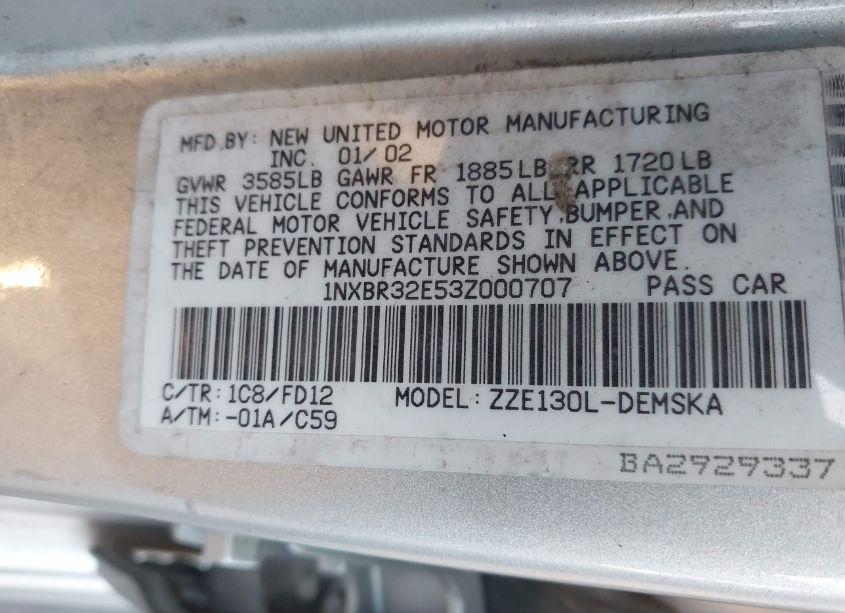 MFD.BY: NEW UNITED MOTOR MANUFACTURING
INC. 01/02
GVWR 3585LB GAWR FR 1885LB RR 1720LB
THIS VEHICLE CONFORMS TO ALL APPLICABLE
FEDERAL MOTOR VEHICLE SAFETY,BUMPER,AND
THEFT PREVENTION STANDARDS IN EFFECT ON
THE DATE OF MANUFACTURE SHOWN ABOVE.
1NXBR32E53Z000707 PASS CAR
C/TR:1C8/FD12 MODEL:ZZE130L-DEMSKA
A/TM:-01A/C59
BA2929337